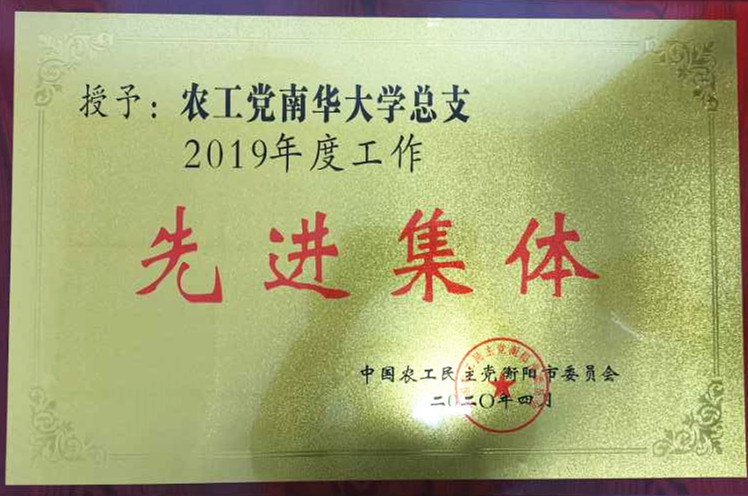 授予：农工党南华大学总支
2019年度工作
先进集体
中国农工民主党衡阳市委员会
二〇二〇年四月